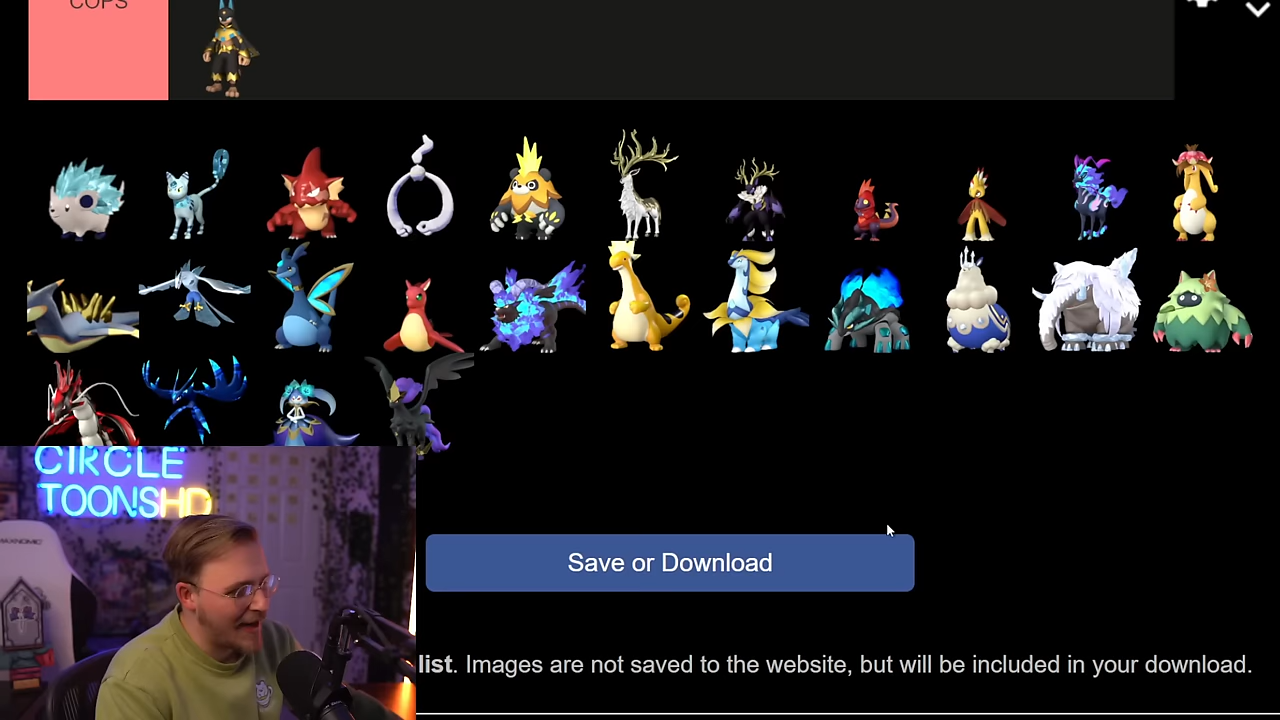 COPS
CIRCLE
TOONSHD
MAXNOMIC
Save or Download
list. Images are not saved to the website, but will be included in your download.